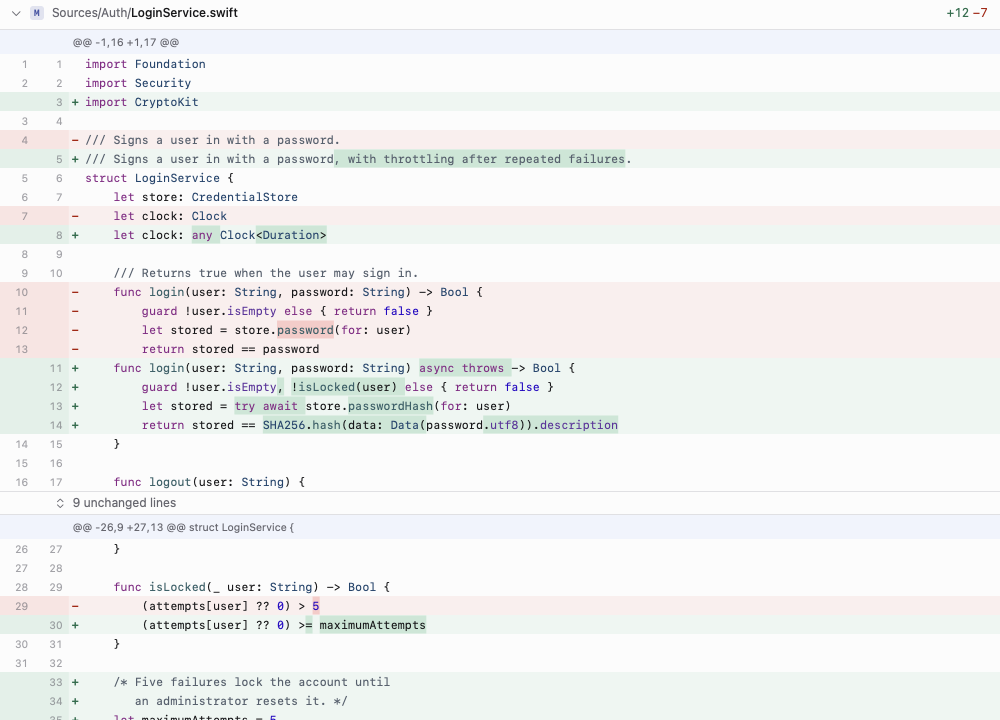 M Sources/Auth/LoginService.swift +12 −7
@@ -1,16 +1,17 @@
1 1 import Foundation
2 2 import Security
3 + import CryptoKit
3 4
4 − /// Signs a user in with a password.
5 + /// Signs a user in with a password, with throttling after repeated failures.
5 6 struct LoginService {
6 7 let store: CredentialStore
7 − let clock: Clock
8 + let clock: any Clock<Duration>
8 9
9 10 /// Returns true when the user may sign in.
10 − func login(user: String, password: String) -> Bool {
11 − guard !user.isEmpty else { return false }
12 − let stored = store.password(for: user)
13 − return stored == password
11 + func login(user: String, password: String) async throws -> Bool {
12 + guard !user.isEmpty, !isLocked(user) else { return false }
13 + let stored = try await store.passwordHash(for: user)
14 + return stored == SHA256.hash(data: Data(password.utf8)).description
14 15 }
15 16
16 17 func logout(user: String) {
9 unchanged lines
@@ -26,9 +27,13 @@ struct LoginService {
26 27 }
27 28
28 29 func isLocked(_ user: String) -> Bool {
29 − (attempts[user] ?? 0) > 5
30 + (attempts[user] ?? 0) >= maximumAttempts
30 31 }
31 32
33 + /* Five failures lock the account until
34 + an administrator resets it. */
35 + let maximumAttempts = 5